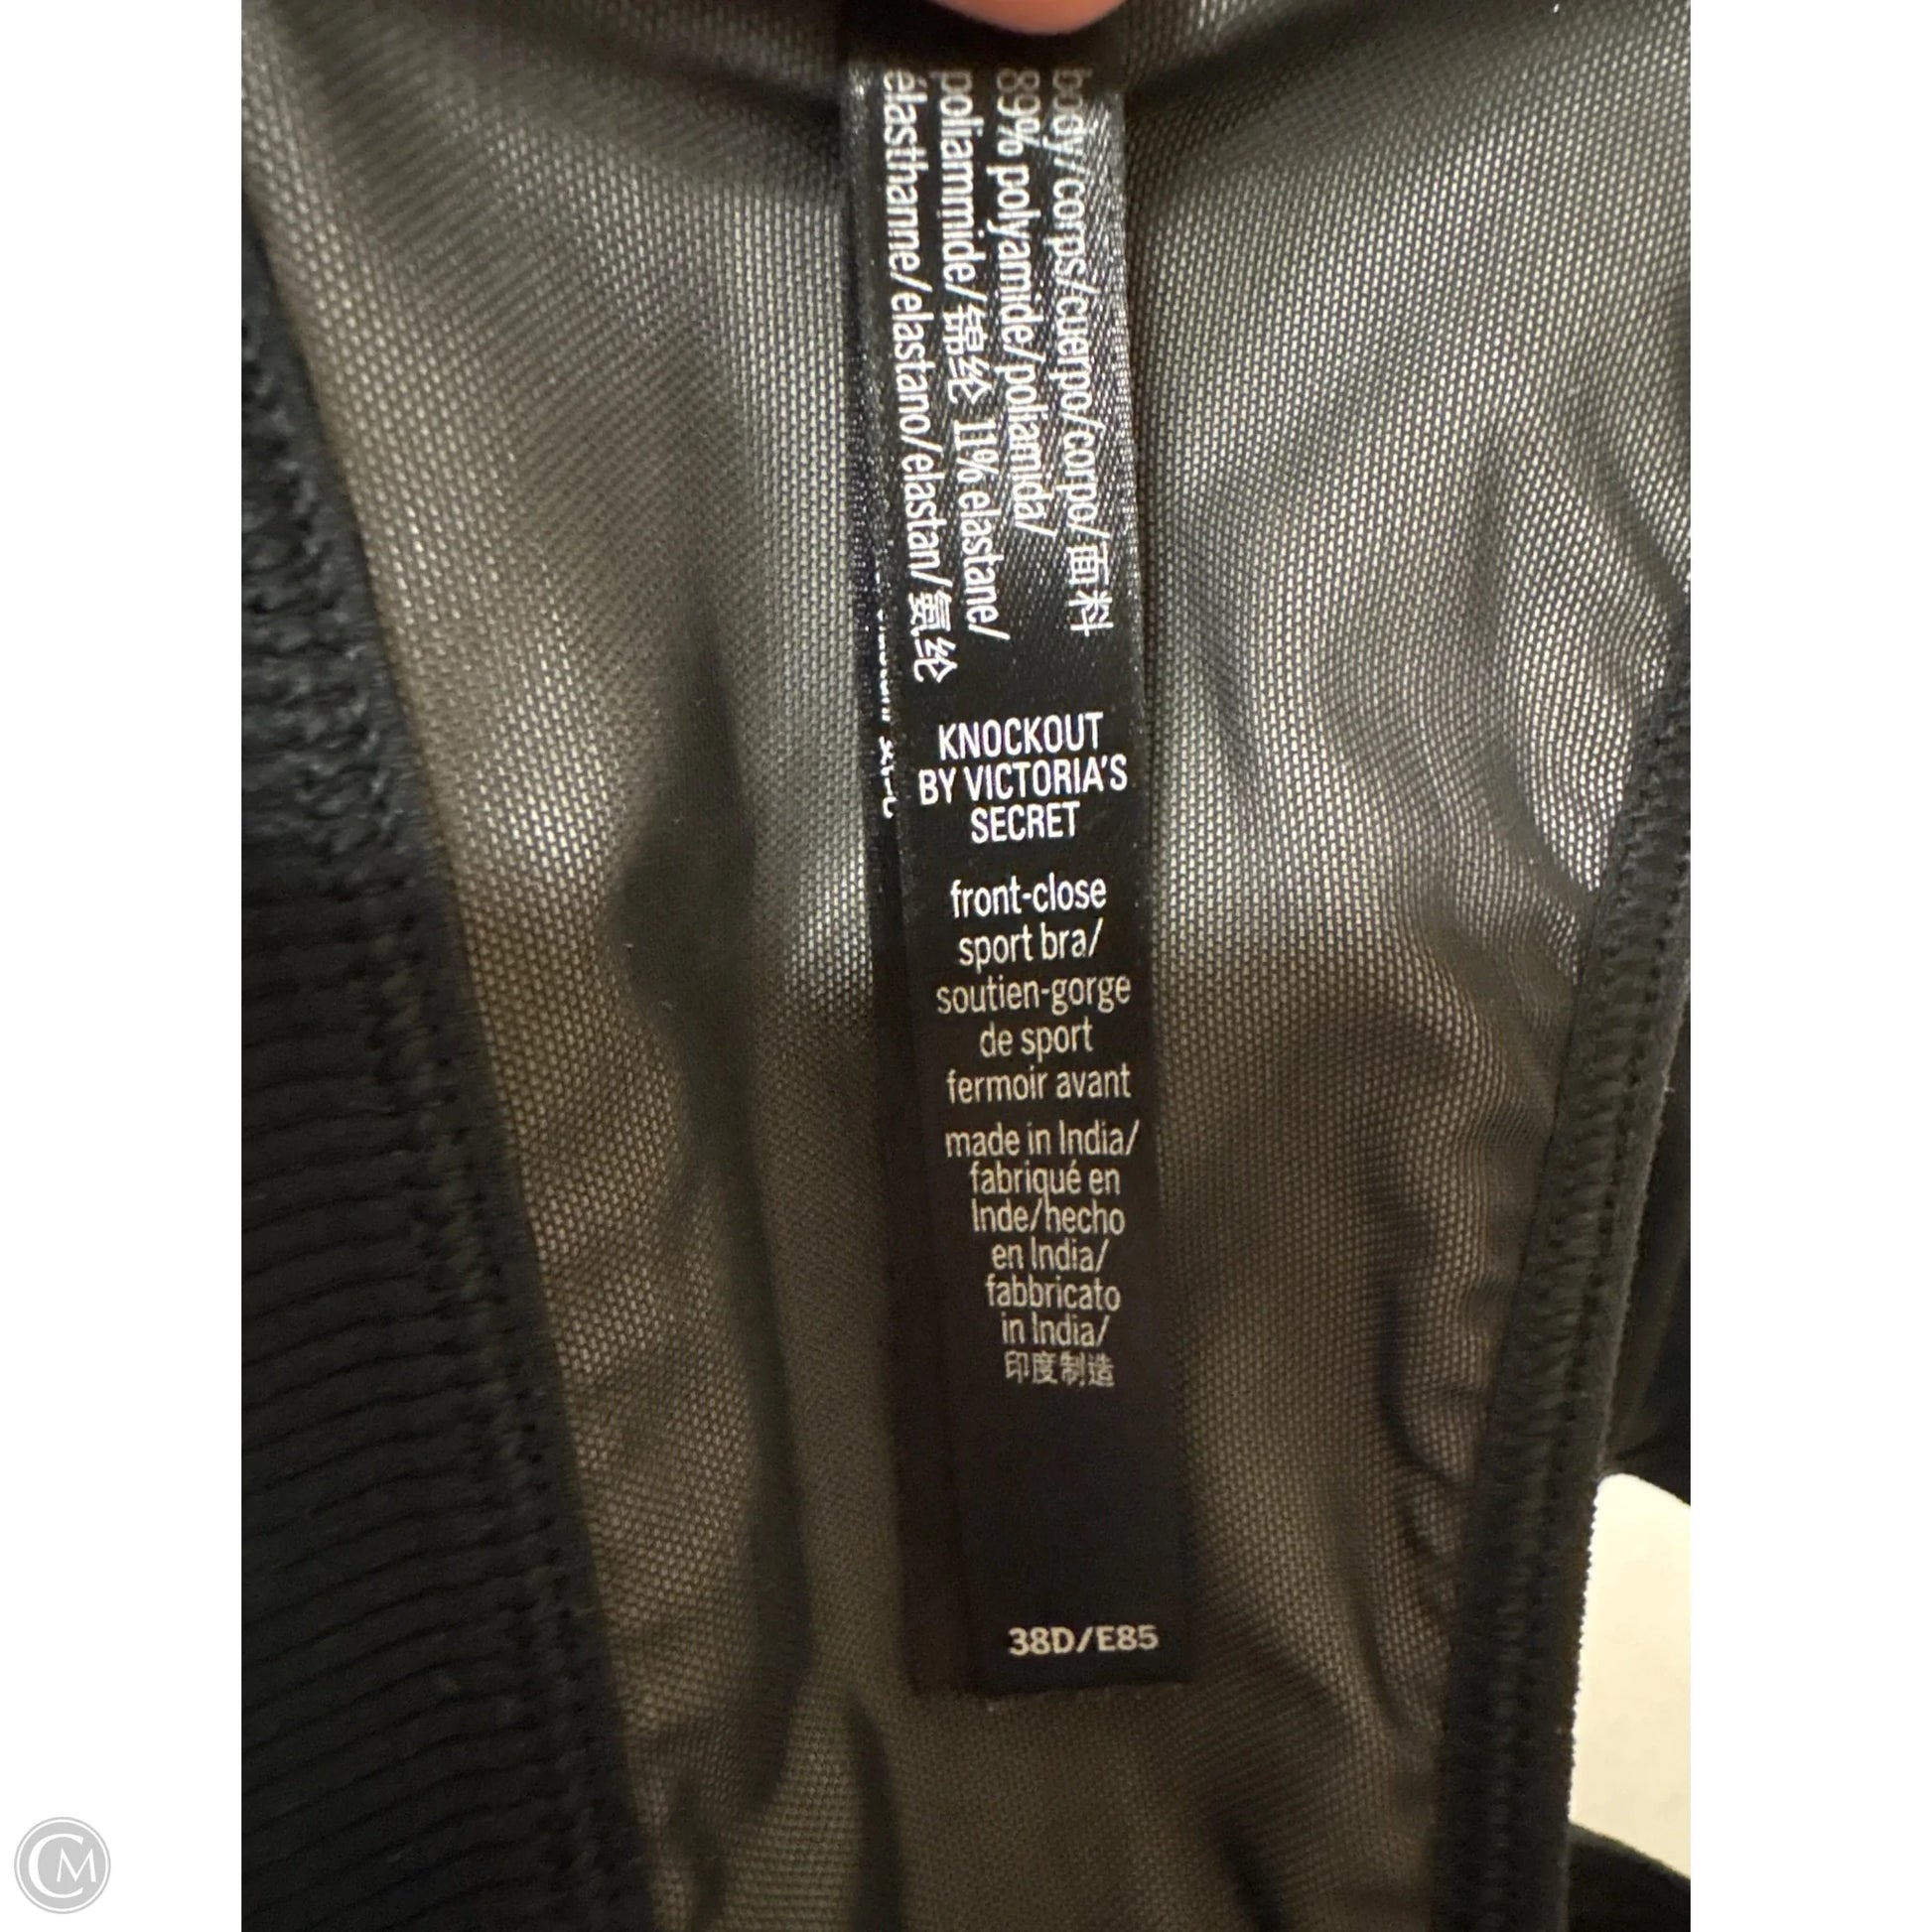 body/corps/cuerpo/corpo/面料
89% polyamide/poliamida/
poliammide/锦纶 11% elastane/
élasthanne/elastano/elastan/氨纶
KNOCKOUT
BY VICTORIA'S
SECRET
front-close
sport bra/
soutien-gorge
de sport
fermoir avant
made in India/
fabriqué en
Inde/hecho
en India/
fabbricato
in India/
印度制造
38D/E85
CM